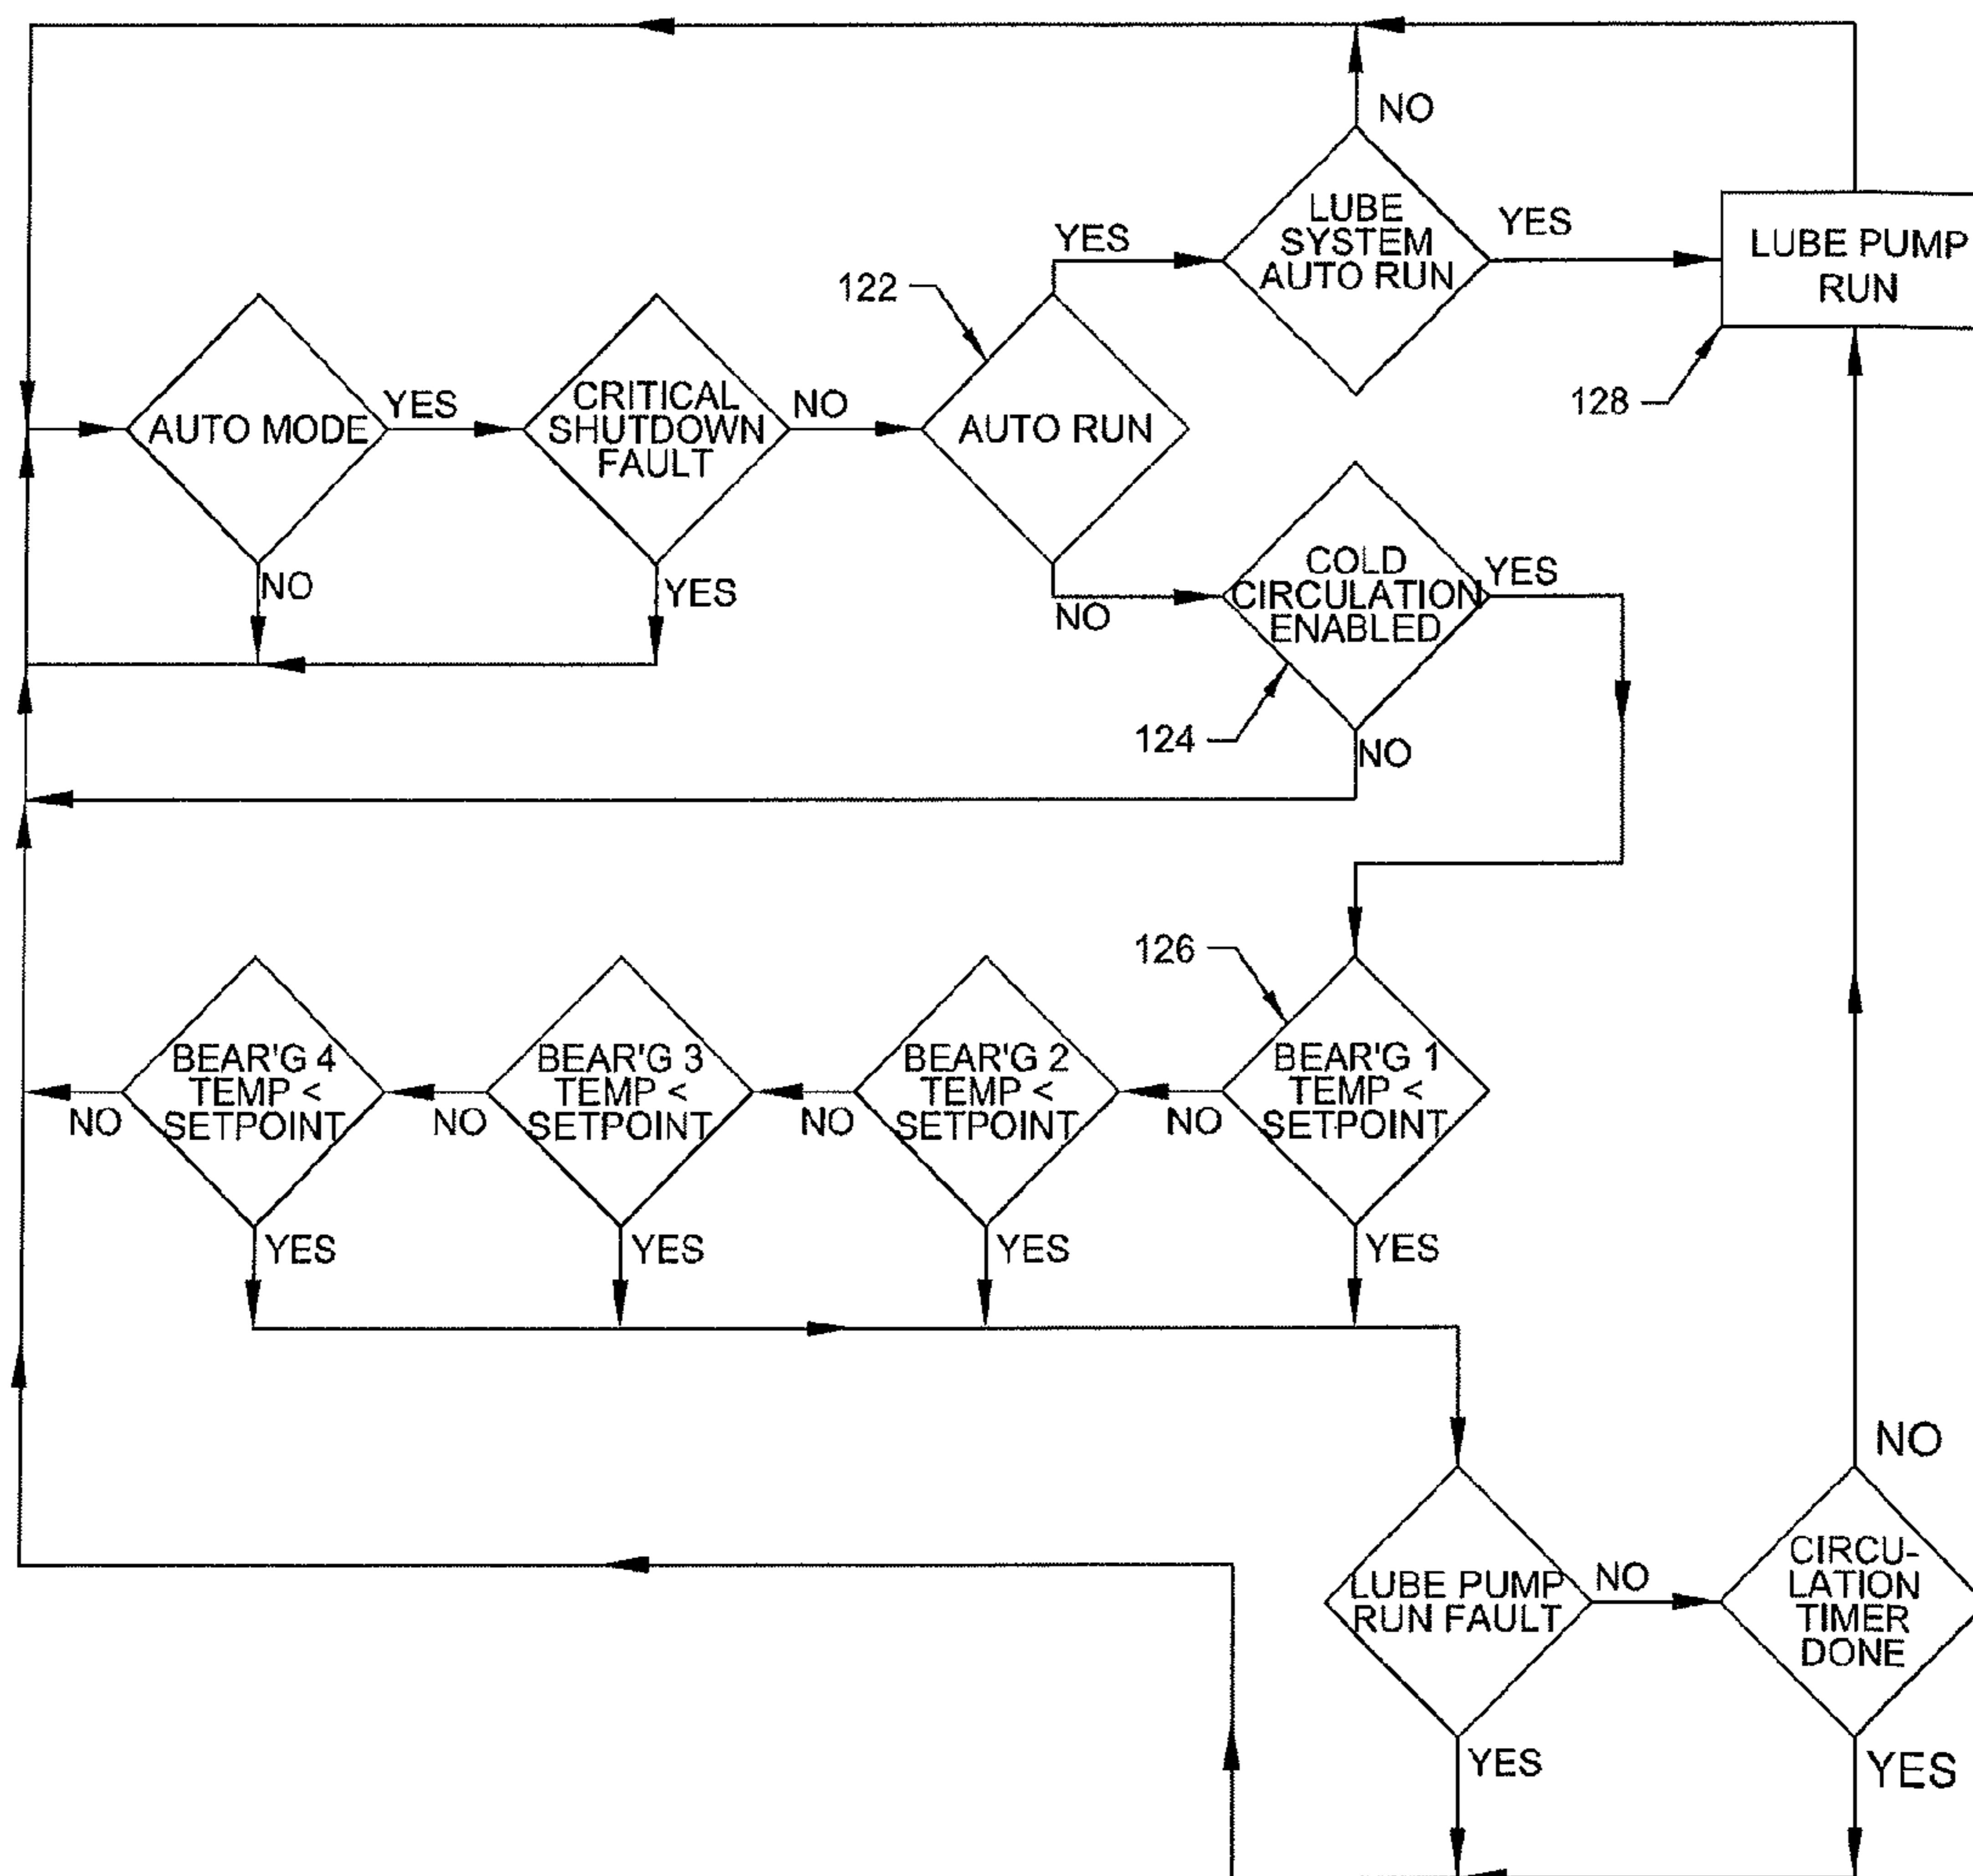 NO
LUBE
SYSTEM
AUTO RUN
YES
LUBE PUMP
RUN
YES
122
128
AUTO MODE
YES
CRITICAL
SHUTDOWN
FAULT
NO
AUTO RUN
NO
YES
NO
COLD
CIRCULATION
ENABLED
YES
124
NO
126
BEAR'G 4
TEMP <
SETPOINT
NO
BEAR'G 3
TEMP <
SETPOINT
NO
BEAR'G 2
TEMP <
SETPOINT
NO
BEAR'G 1
TEMP <
SETPOINT
NO
YES
YES
YES
YES
NO
LUBE PUMP
RUN FAULT
NO
CIRCU-
LATION
TIMER
DONE
YES
YES